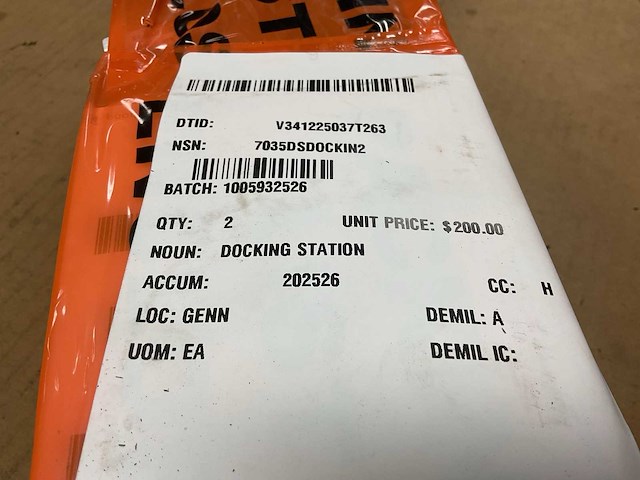 DTID: V341225037T263
NSN: 7035DSDOCKIN2
BATCH: 1005932526
QTY: 2 UNIT PRICE: $200.00
NOUN: DOCKING STATION
ACCUM: 202526 CC: H
LOC: GENN DEMIL: A
UOM: EA DEMIL IC: